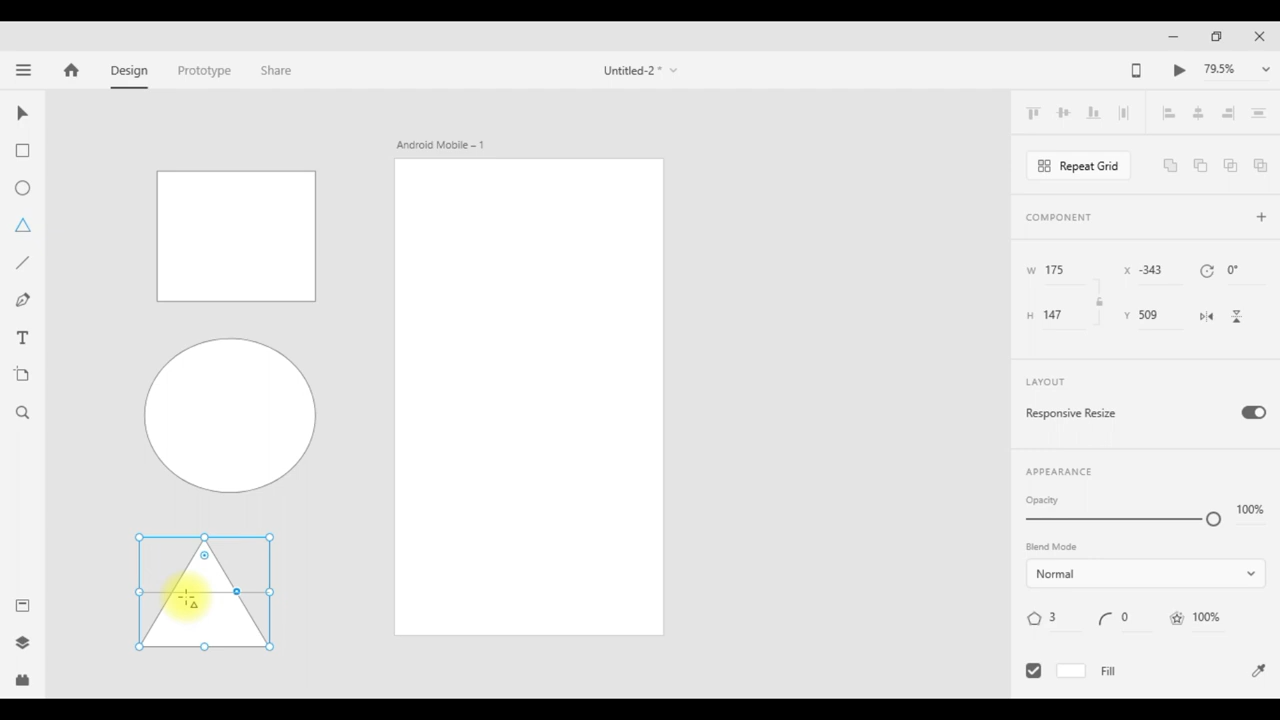 Design
Prototype
Share
Untitled-2 *
79.5%
Android Mobile – 1
Repeat Grid
COMPONENT
W 175
X -343
0°
H 147
Y 509
LAYOUT
Responsive Resize
APPEARANCE
Opacity
100%
Blend Mode
Normal
3
0
100%
Fill
T